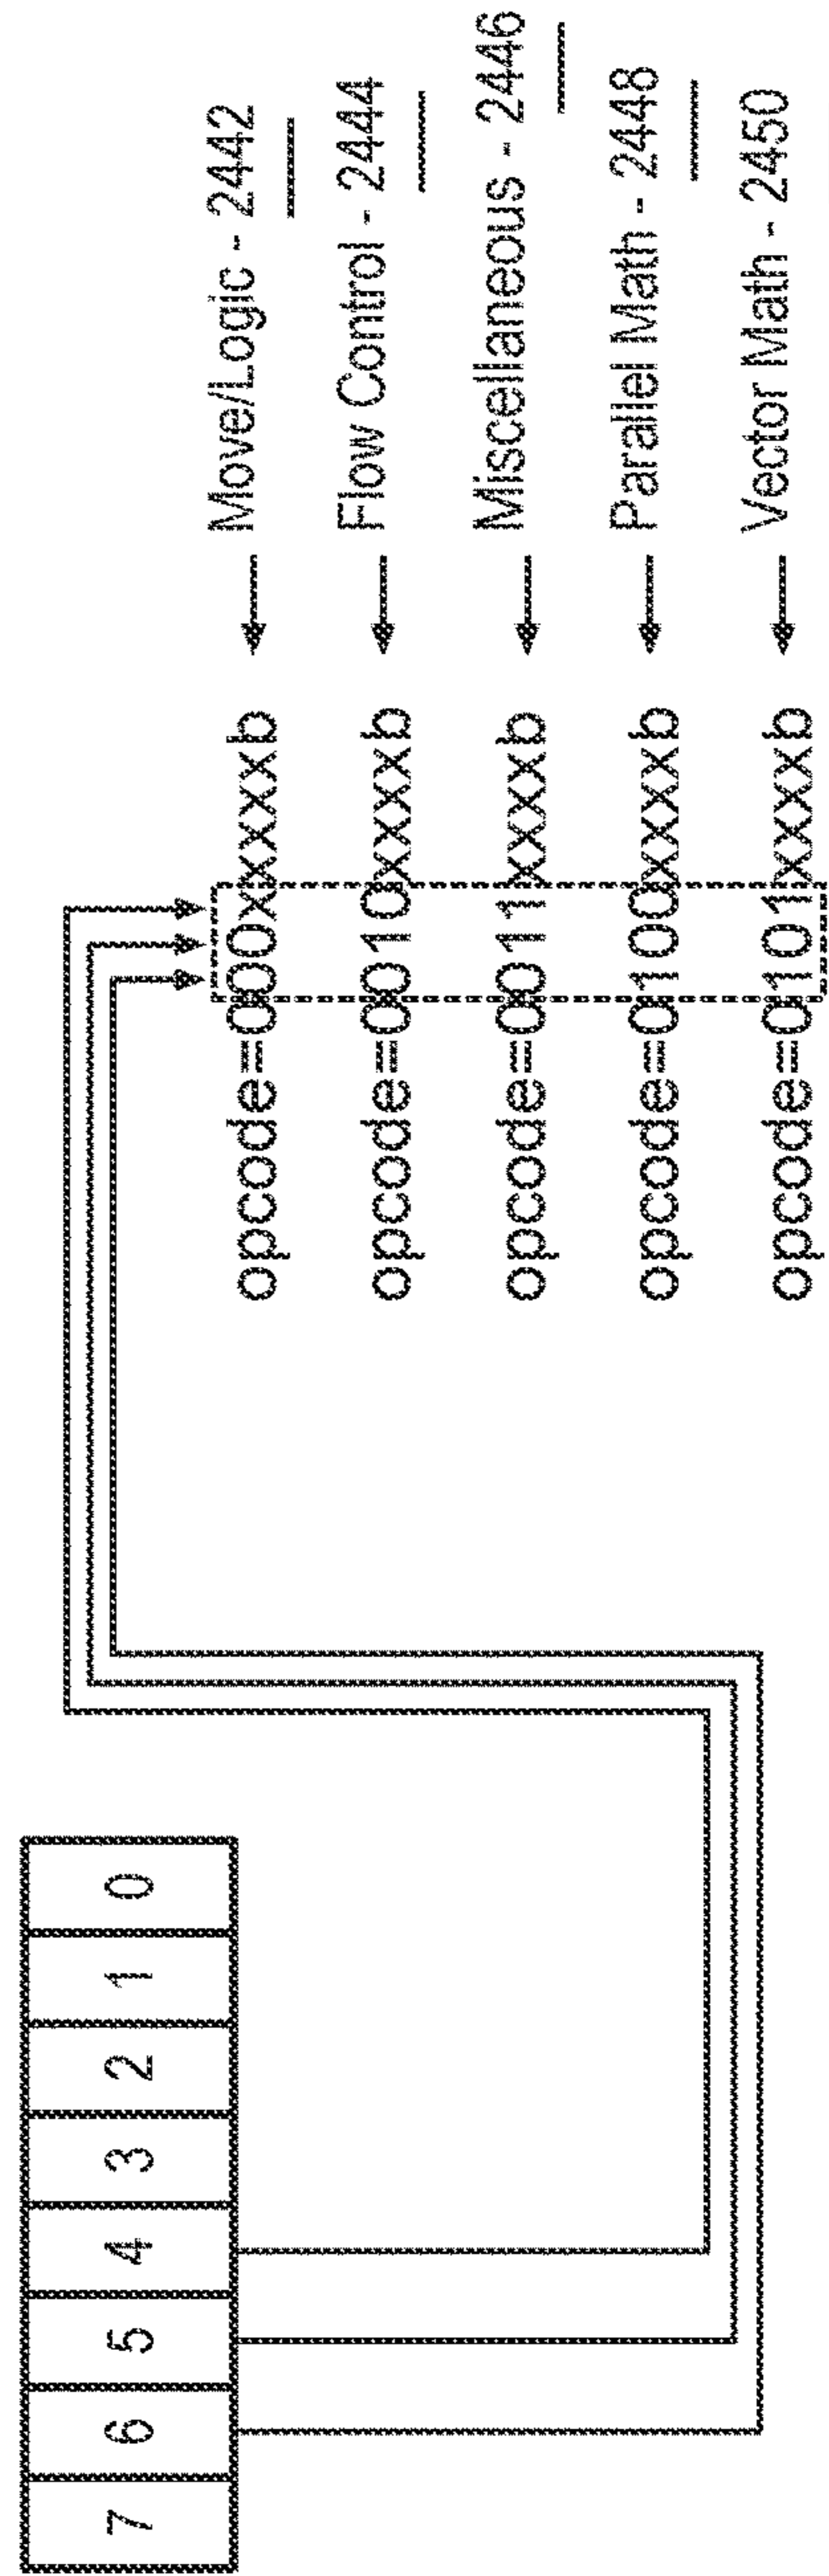 7 6 5 4 3 2 1 0
opcode=000xxxxxb ← Move/Logic - 2442
opcode=0010xxxxb ← Flow Control - 2444
opcode=0011xxxxb ← Miscellaneous - 2446
opcode=0100xxxxb ← Parallel Math - 2448
opcode=0101xxxxb ← Vector Math - 2450